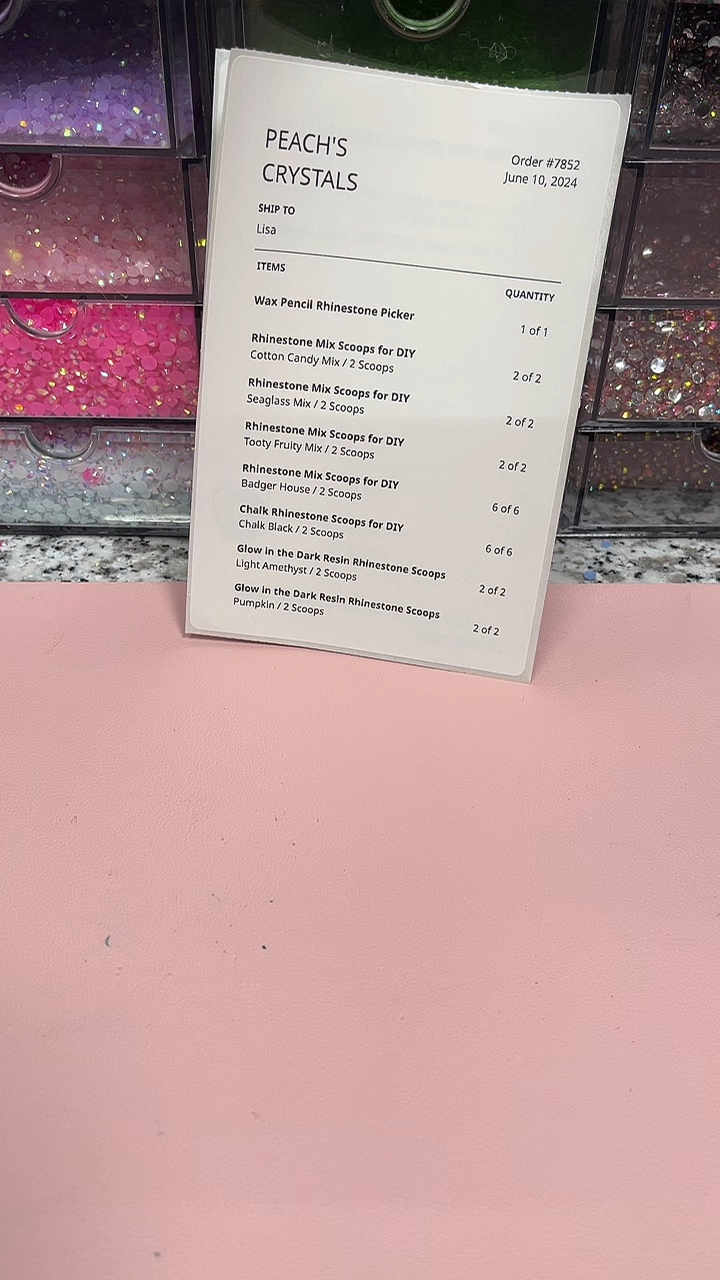 PEACH'S
CRYSTALS
Order #7852
June 10, 2024
SHIP TO
Lisa
ITEMS
QUANTITY
Wax Pencil Rhinestone Picker
1 of 1
Rhinestone Mix Scoops for DIY
Cotton Candy Mix / 2 Scoops
2 of 2
Rhinestone Mix Scoops for DIY
Seaglass Mix / 2 Scoops
2 of 2
Rhinestone Mix Scoops for DIY
Tooty Fruity Mix / 2 Scoops
2 of 2
Rhinestone Mix Scoops for DIY
Badger House / 2 Scoops
6 of 6
Chalk Rhinestone Scoops for DIY
Chalk Black / 2 Scoops
6 of 6
Glow in the Dark Resin Rhinestone Scoops
Light Amethyst / 2 Scoops
2 of 2
Glow in the Dark Resin Rhinestone Scoops
Pumpkin / 2 Scoops
2 of 2